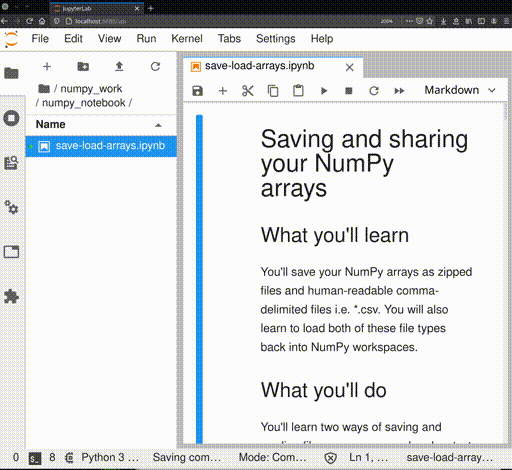 JupyterLab
localhost:8888/lab
200%
File Edit View Run Kernel Tabs Settings Help
/ numpy_work
/ numpy_notebook /
Name
save-load-arrays.ipynb
save-load-arrays.ipynb
Markdown
Saving and sharing
your NumPy
arrays
What you'll learn
You'll save your NumPy arrays as zipped
files and human-readable comma-
delimited files i.e. *.csv. You will also
learn to load both of these file types
back into NumPy workspaces.
What you'll do
You'll learn two ways of saving and
0 8 Python 3 ... Saving com... Mode: Com... Ln 1, ... save-load-array...